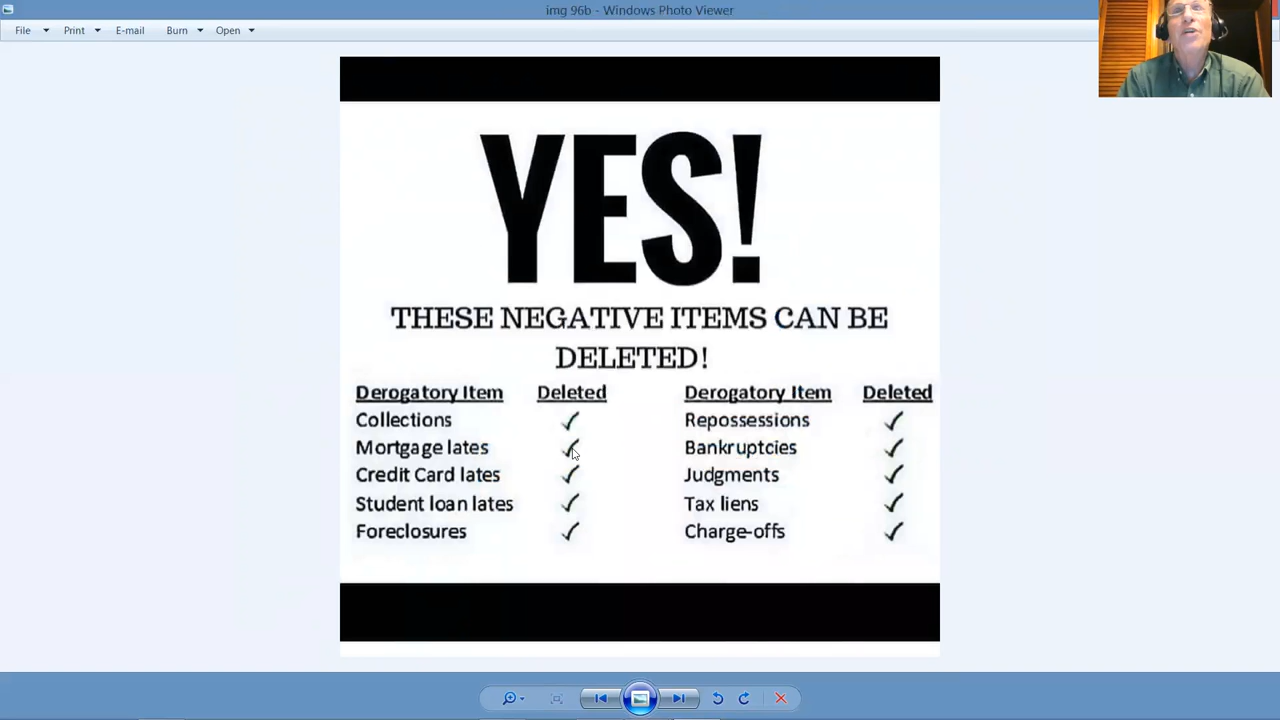 img 96b - Windows Photo Viewer
File Print E-mail Burn Open
YES!
THESE NEGATIVE ITEMS CAN BE
DELETED!
Derogatory Item Deleted Derogatory Item Deleted
Collections ✓ Repossessions ✓
Mortgage lates ✓ Bankruptcies ✓
Credit Card lates ✓ Judgments ✓
Student loan lates ✓ Tax liens ✓
Foreclosures ✓ Charge-offs ✓